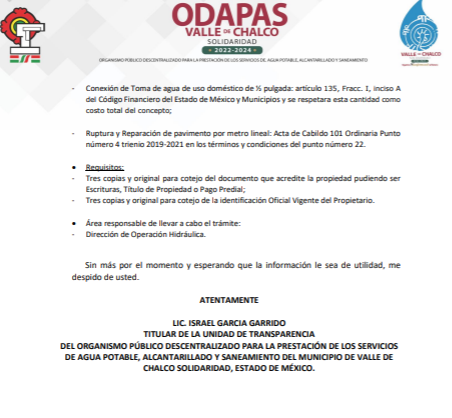 ODAPAS
VALLE DE CHALCO
SOLIDARIDAD
• 2022-2024 •
ORGANISMO PÚBLICO DESCENTRALIZADO PARA LA PRESTACIÓN DE LOS SERVICIOS DE, AGUA POTABLE, ALCANTARILLADO Y SANEAMIENTO
VALLE DE CHALCO
- Conexión de Toma de agua de uso doméstico de ½ pulgada: artículo 135, Fracc. I, inciso A
del Código Financiero del Estado de México y Municipios y se respetara esta cantidad como
costo total del concepto;
- Ruptura y Reparación de pavimento por metro lineal: Acta de Cabildo 101 Ordinaria Punto
número 4 trienio 2019-2021 en los términos y condiciones del punto número 22.
• Requisitos:
- Tres copias y original para cotejo del documento que acredite la propiedad pudiendo ser
Escrituras, Título de Propiedad o Pago Predial;
- Tres copias y original para cotejo de la identificación Oficial Vigente del Propietario.
• Área responsable de llevar a cabo el trámite:
- Dirección de Operación Hidráulica.
Sin más por el momento y esperando que la información le sea de utilidad, me
despido de usted.
ATENTAMENTE
LIC. ISRAEL GARCIA GARRIDO
TITULAR DE LA UNIDAD DE TRANSPARENCIA
DEL ORGANISMO PÚBLICO DESCENTRALIZADO PARA LA PRESTACIÓN DE LOS SERVICIOS
DE AGUA POTABLE, ALCANTARILLADO Y SANEAMIENTO DEL MUNICIPIO DE VALLE DE
CHALCO SOLIDARIDAD, ESTADO DE MÉXICO.